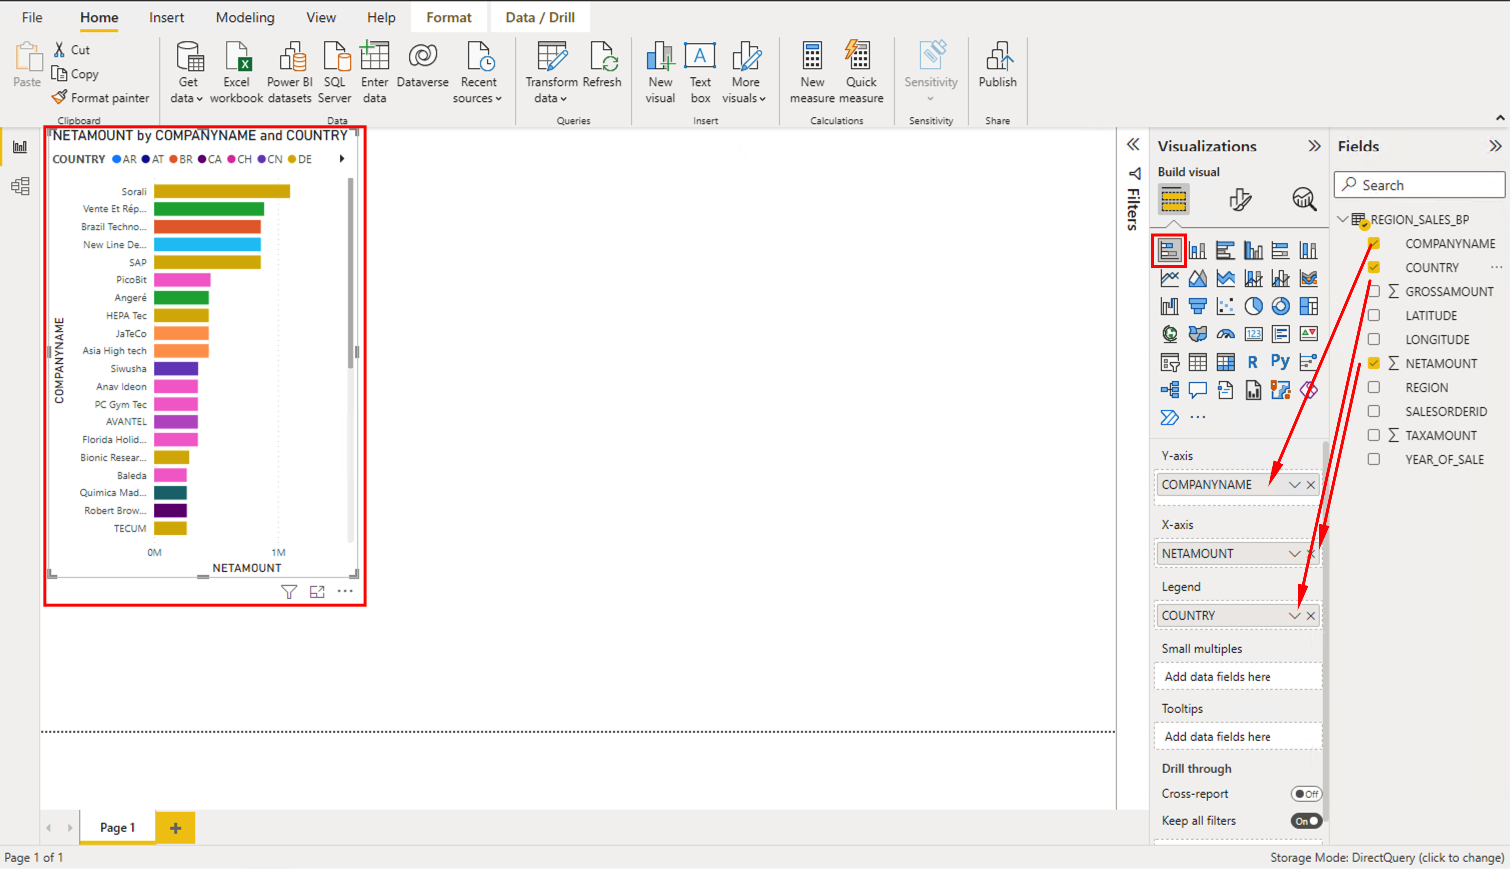 File Home Insert Modeling View Help Format Data / Drill
Paste
Cut
Copy
Format painter
Clipboard
Get data
Excel workbook
Power BI datasets
SQL Server
Enter data
Dataverse
Recent sources
Data
Transform data
Refresh
Queries
New visual
A
Text box
More visuals
Insert
New measure
Quick measure
Calculations
Sensitivity
Sensitivity
Publish
Share
NETAMOUNT by COMPANYNAME and COUNTRY
COUNTRY AR AT BR CA CH CN DE
COMPANYNAME
Sorali
Vente Et Rép...
Brazil Techno...
New Line De...
SAP
PicoBit
Angeré
HEPA Tec
JaTeCo
Asia High tech
Siwusha
Anav Ideon
PC Gym Tec
AVANTEL
Florida Holid...
Bionic Resear...
Baleda
Quimica Mad...
Robert Brow...
TECUM
0M 1M
NETAMOUNT
Filters
Visualizations
Build visual
123
R Py
Y-axis
COMPANYNAME
X-axis
NETAMOUNT
Legend
COUNTRY
Small multiples
Add data fields here
Tooltips
Add data fields here
Drill through
Cross-report Off
Keep all filters On
Fields
Search
REGION_SALES_BP
COMPANYNAME
COUNTRY
Σ GROSSAMOUNT
LATITUDE
LONGITUDE
Σ NETAMOUNT
REGION
SALESORDERID
Σ TAXAMOUNT
YEAR_OF_SALE
Page 1
Page 1 of 1
Storage Mode: DirectQuery (click to change)